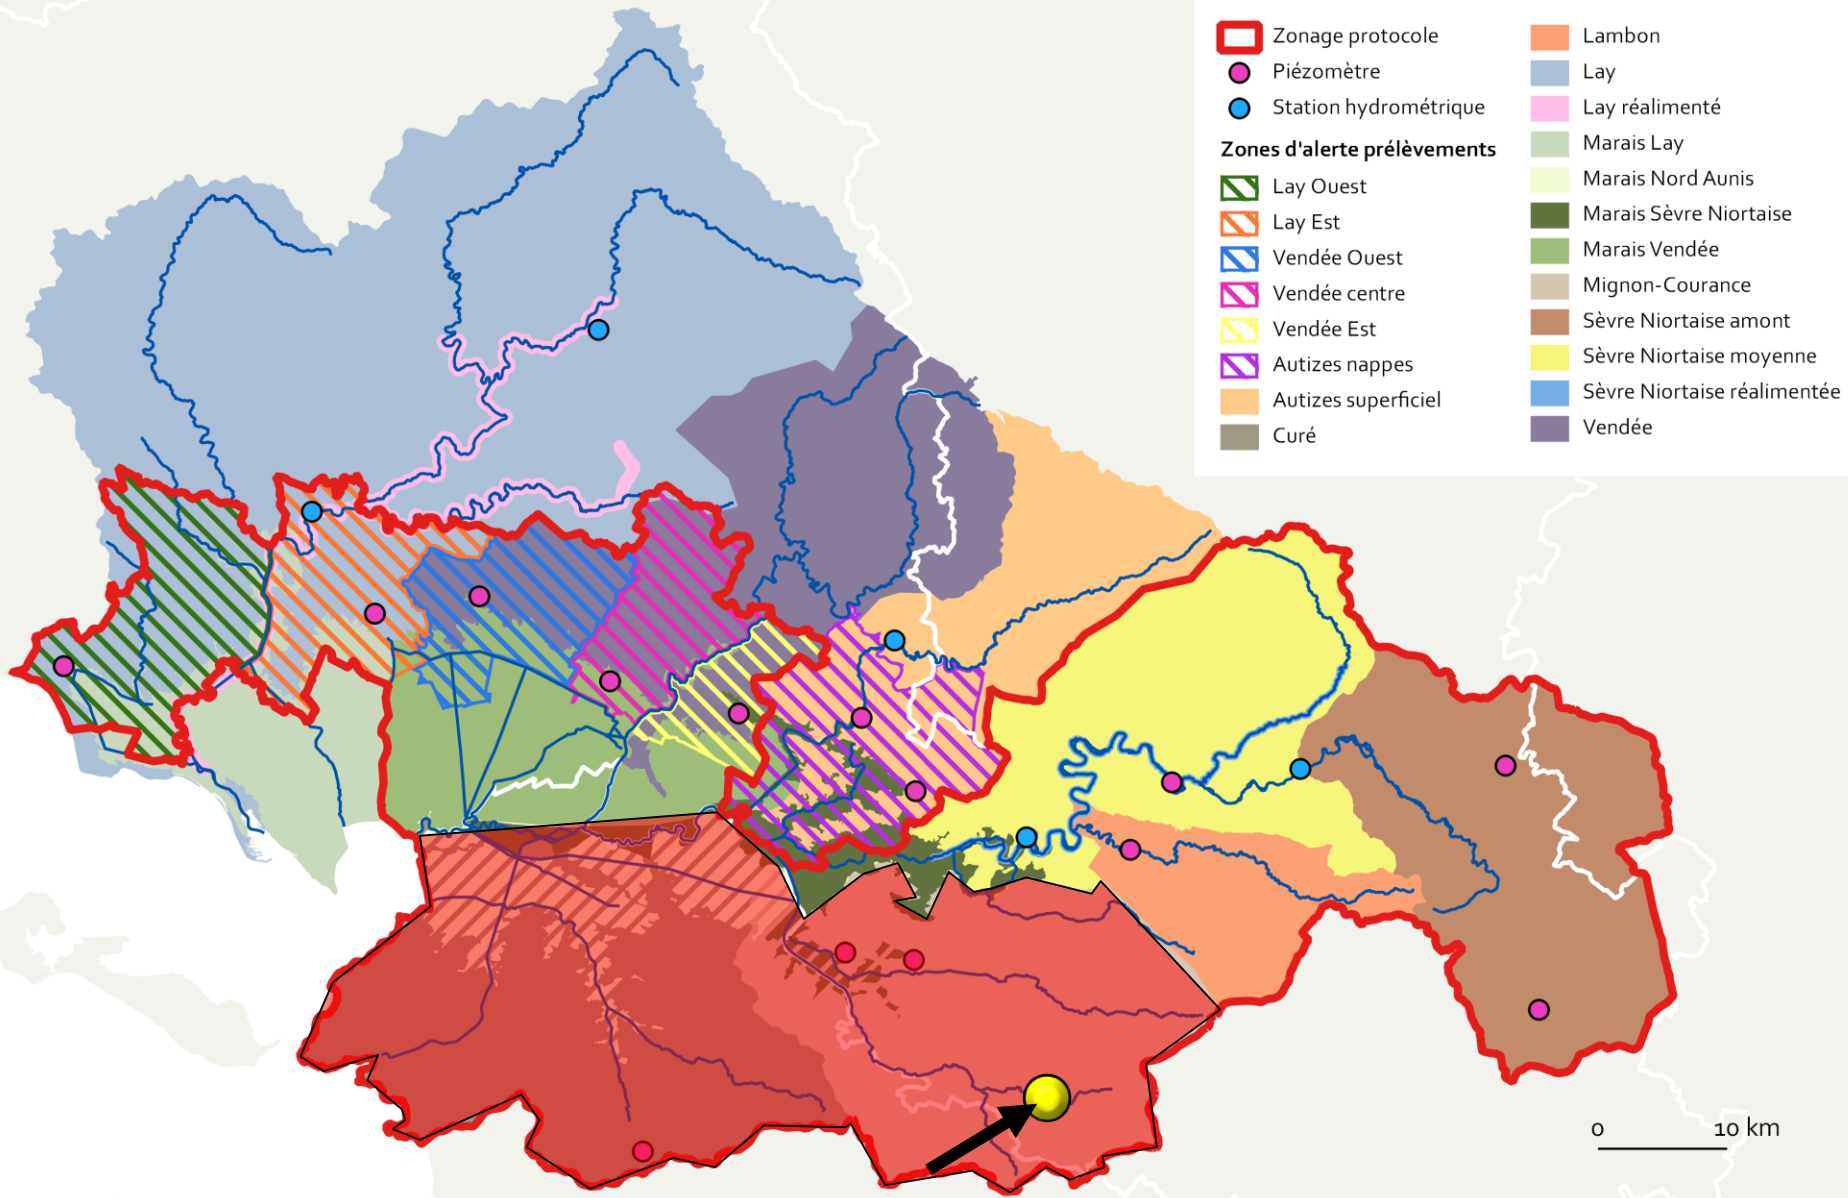 Zonage protocole
Piézomètre
Station hydrométrique
Zones d'alerte prélèvements
Lay Ouest
Lay Est
Vendée Ouest
Vendée centre
Vendée Est
Autizes nappes
Autizes superficiel
Curé
Lambon
Lay
Lay réalimenté
Marais Lay
Marais Nord Aunis
Marais Sèvre Niortaise
Marais Vendée
Mignon-Courance
Sèvre Niortaise amont
Sèvre Niortaise moyenne
Sèvre Niortaise réalimentée
Vendée
0 10 km